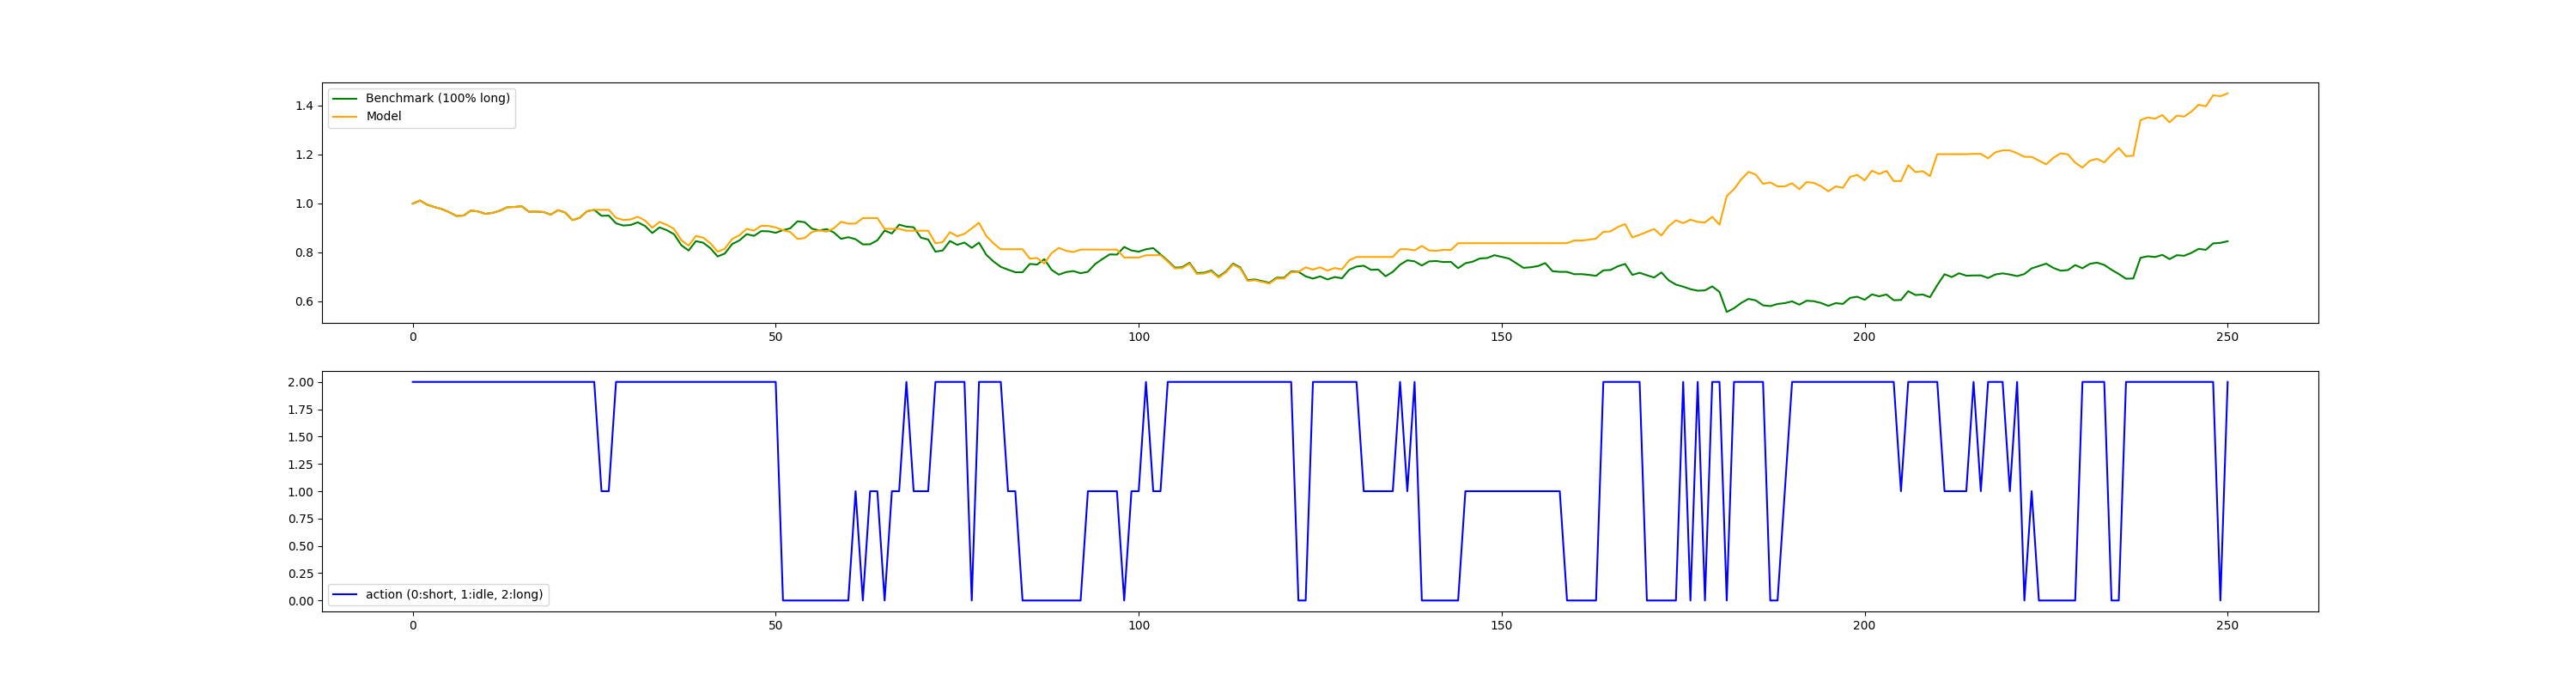 Benchmark (100% long)
Model
1.4
1.2
1.0
0.8
0.6
0 50 100 150 200 250
2.00
1.75
1.50
1.25
1.00
0.75
0.50
0.25
0.00
action (0:short, 1:idle, 2:long)
0 50 100 150 200 250